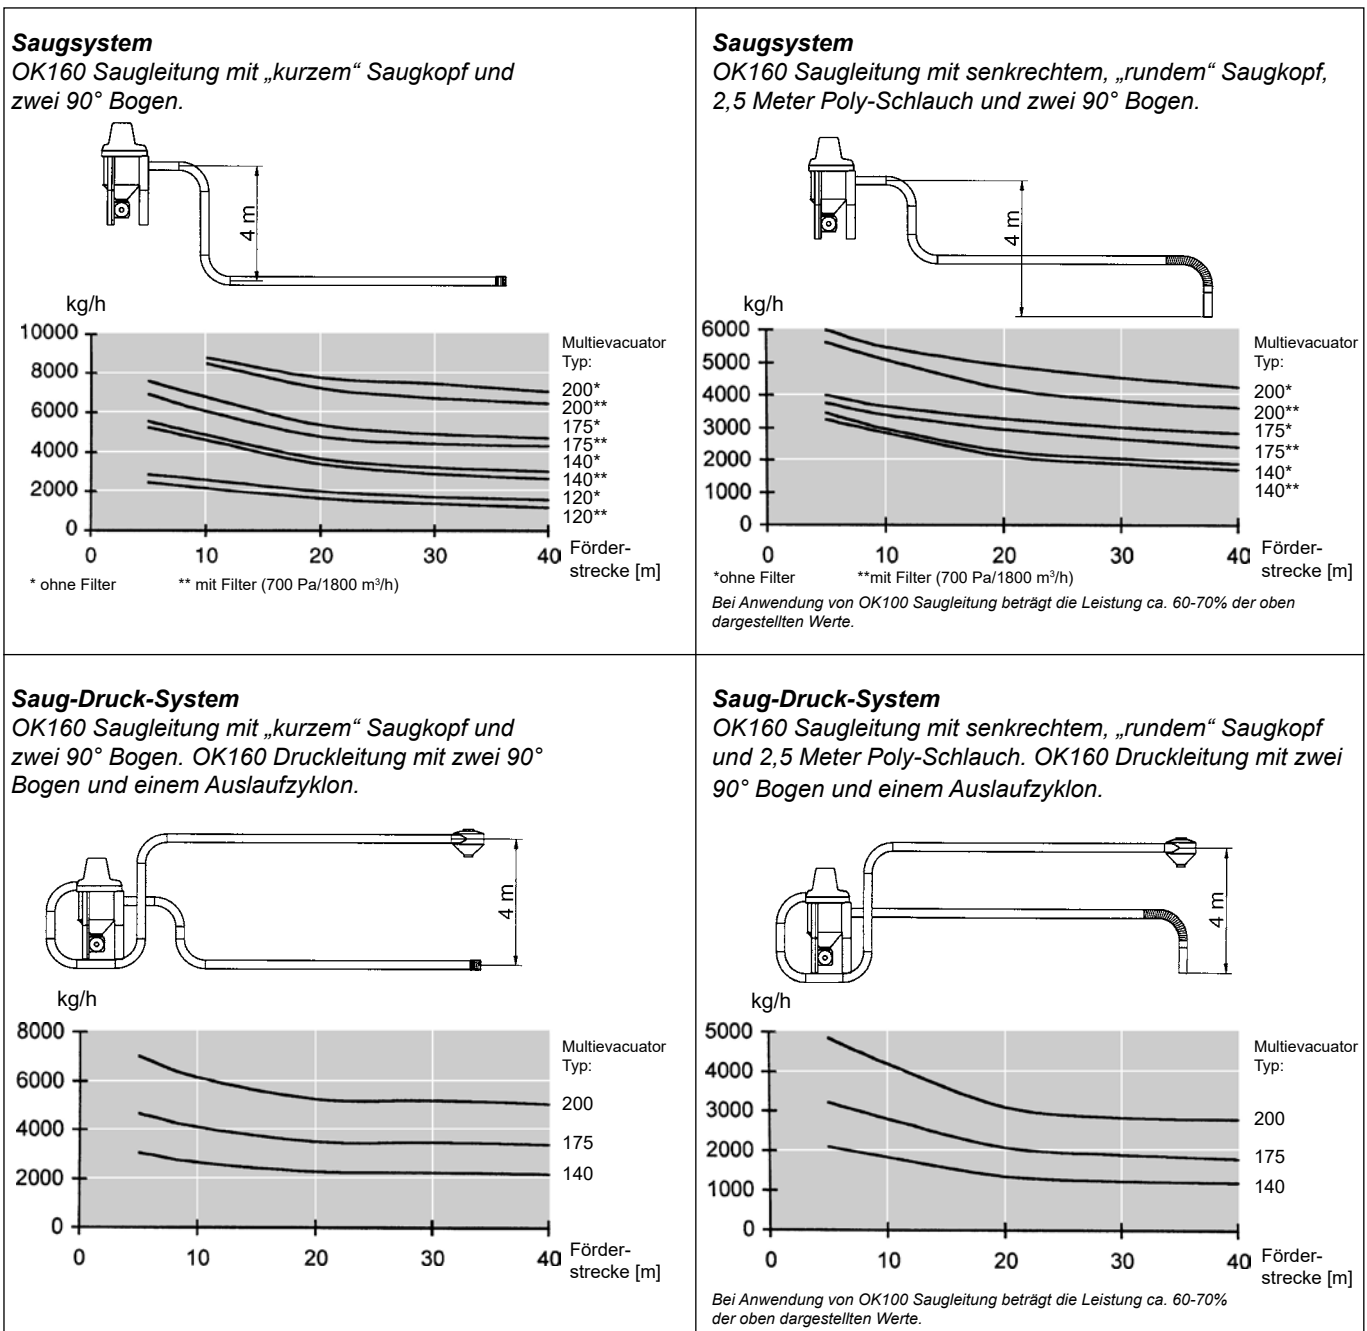 Saugsystem
OK160 Saugleitung mit „kurzem“ Saugkopf und
zwei 90° Bogen.
4 m
kg/h
10000
8000
6000
4000
2000
0
0 10 20 30 40
Multievacuator
Typ:
200*
200**
175*
175**
140*
140**
120*
120**
Förder-
strecke [m]
* ohne Filter ** mit Filter (700 Pa/1800 m³/h)
Saugsystem
OK160 Saugleitung mit senkrechtem, „rundem“ Saugkopf,
2,5 Meter Poly-Schlauch und zwei 90° Bogen.
4 m
kg/h
6000
5000
4000
3000
2000
1000
0
0 10 20 30 40
Multievacuator
Typ:
200*
200**
175*
175**
140*
140**
Förder-
strecke [m]
*ohne Filter **mit Filter (700 Pa/1800 m³/h)
Bei Anwendung von OK100 Saugleitung beträgt die Leistung ca. 60-70% der oben
dargestellten Werte.
Saug-Druck-System
OK160 Saugleitung mit „kurzem“ Saugkopf und
zwei 90° Bogen. OK160 Druckleitung mit zwei 90°
Bogen und einem Auslaufzyklon.
4 m
kg/h
8000
6000
4000
2000
0
0 10 20 30 40
Multievacuator
Typ:
200
175
140
Förder-
strecke [m]
Saug-Druck-System
OK160 Saugleitung mit senkrechtem, „rundem“ Saugkopf
und 2,5 Meter Poly-Schlauch. OK160 Druckleitung mit zwei
90° Bogen und einem Auslaufzyklon.
4 m
kg/h
5000
4000
3000
2000
1000
0
0 10 20 30 40
Multievacuator
Typ:
200
175
140
Förder-
strecke [m]
Bei Anwendung von OK100 Saugleitung beträgt die Leistung ca. 60-70%
der oben dargestellten Werte.